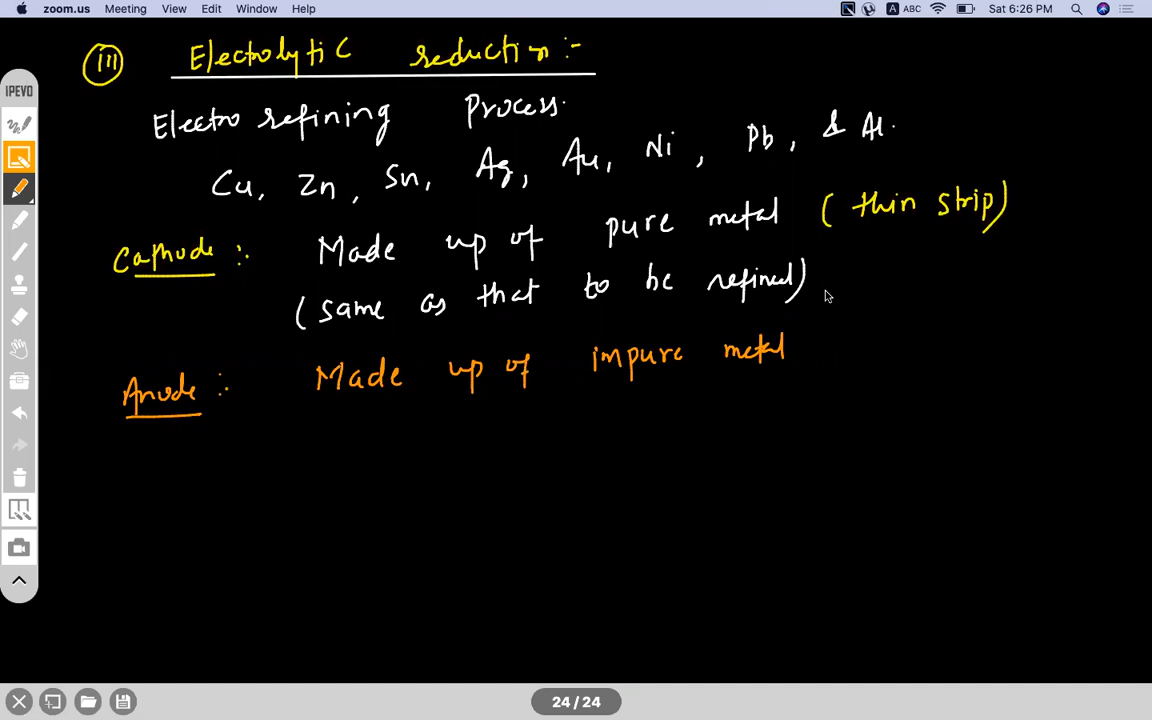 zoom.us Meeting View Edit Window Help A ABC Sat 6:26 PM
IPEVO
(III) Electrolytic reduction :-
Electro refining Process.
Cu, Zn, Sn, Ag, Au, Ni, Pb, & Al.
Cathode :- Made up of pure metal (thin strip)
(same as that to be refined)
Anode :- Made up of impure metal
24 / 24